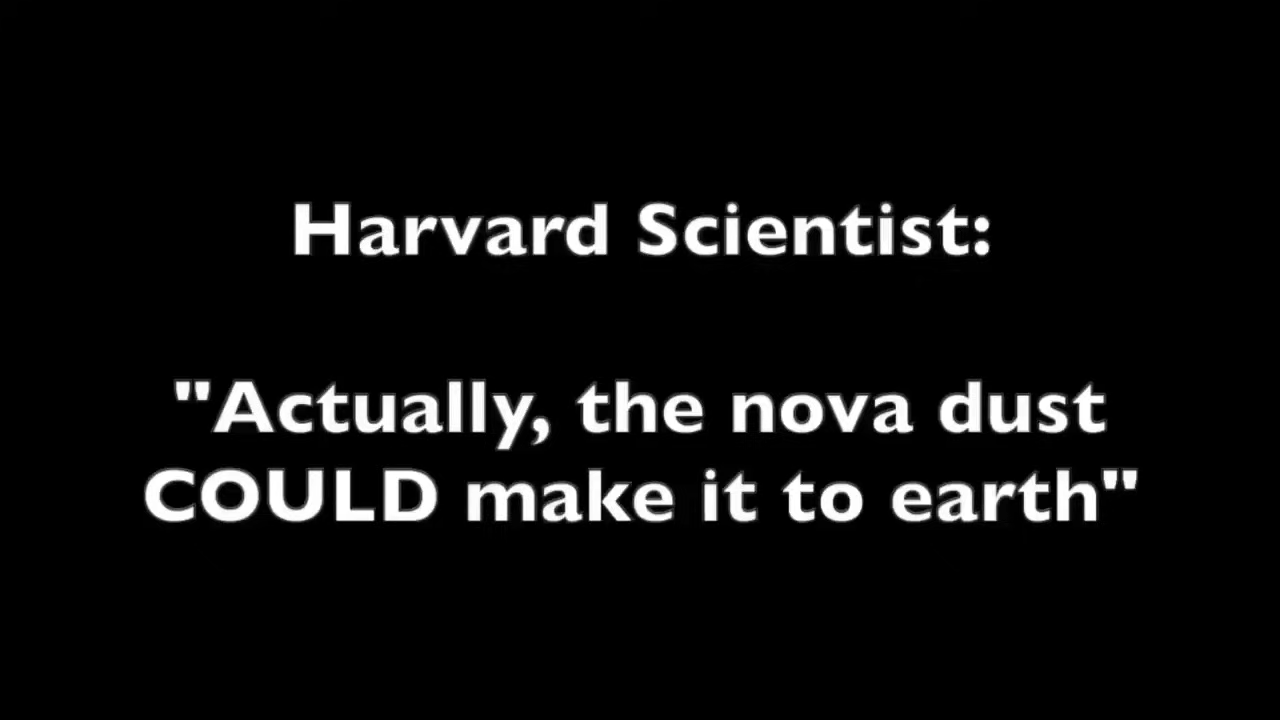 Harvard Scientist:
"Actually, the nova dust
COULD make it to earth"